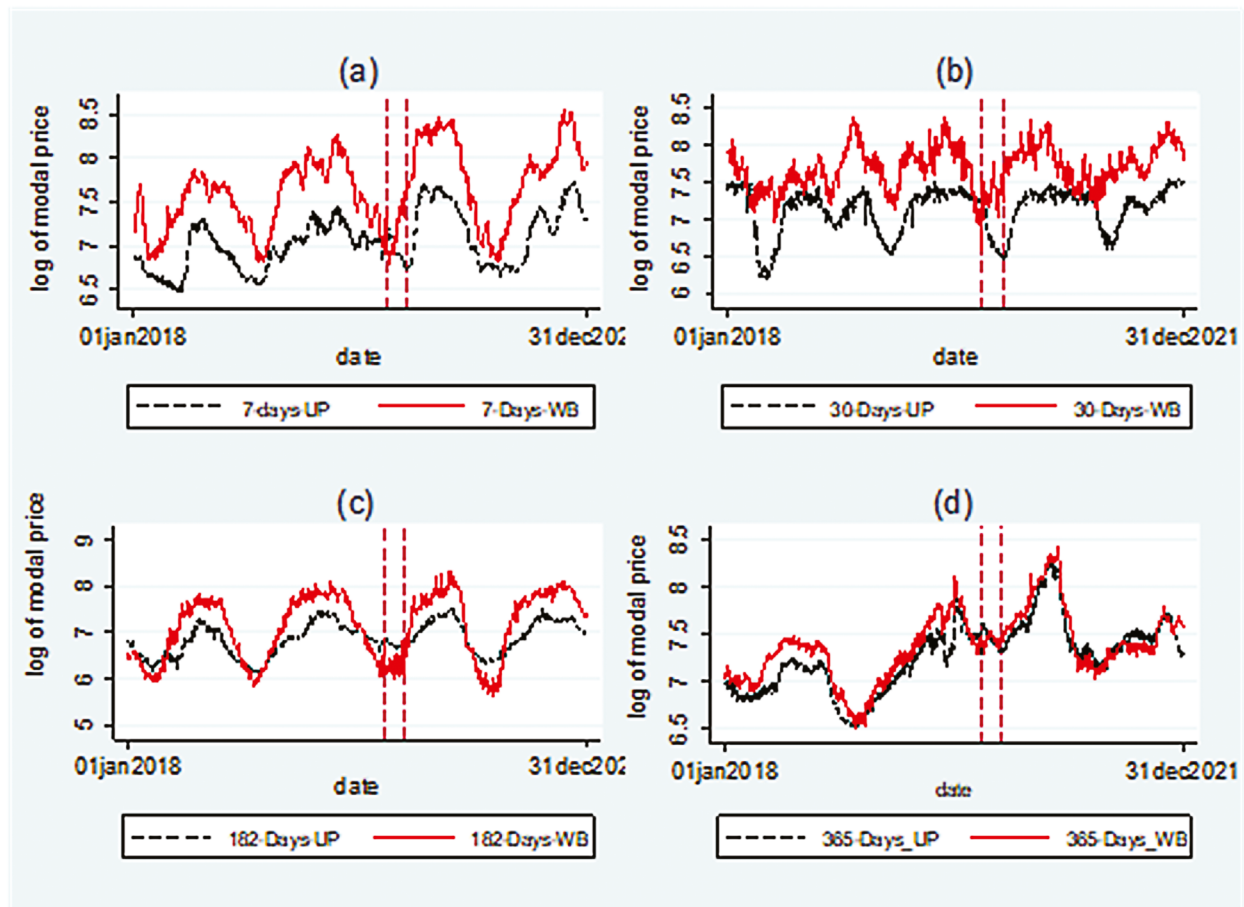 (a)
log of modal price
8.5
8
7.5
7
6.5
01jan2018
31dec202
date
7-days-UP
7-Days-WB
(b)
log of modal price
8.5
8
7.5
7
6.5
6
01jan2018
31dec2021
date
30-Days-UP
30-Days-WB
(c)
log of modal price
9
8
7
6
5
01jan2018
31dec202
date
182-Days-UP
182-Days-WB
(d)
log of modal price
8.5
8
7.5
7
6.5
01jan2018
31dec2021
date
365-Days_UP
365-Days_WB